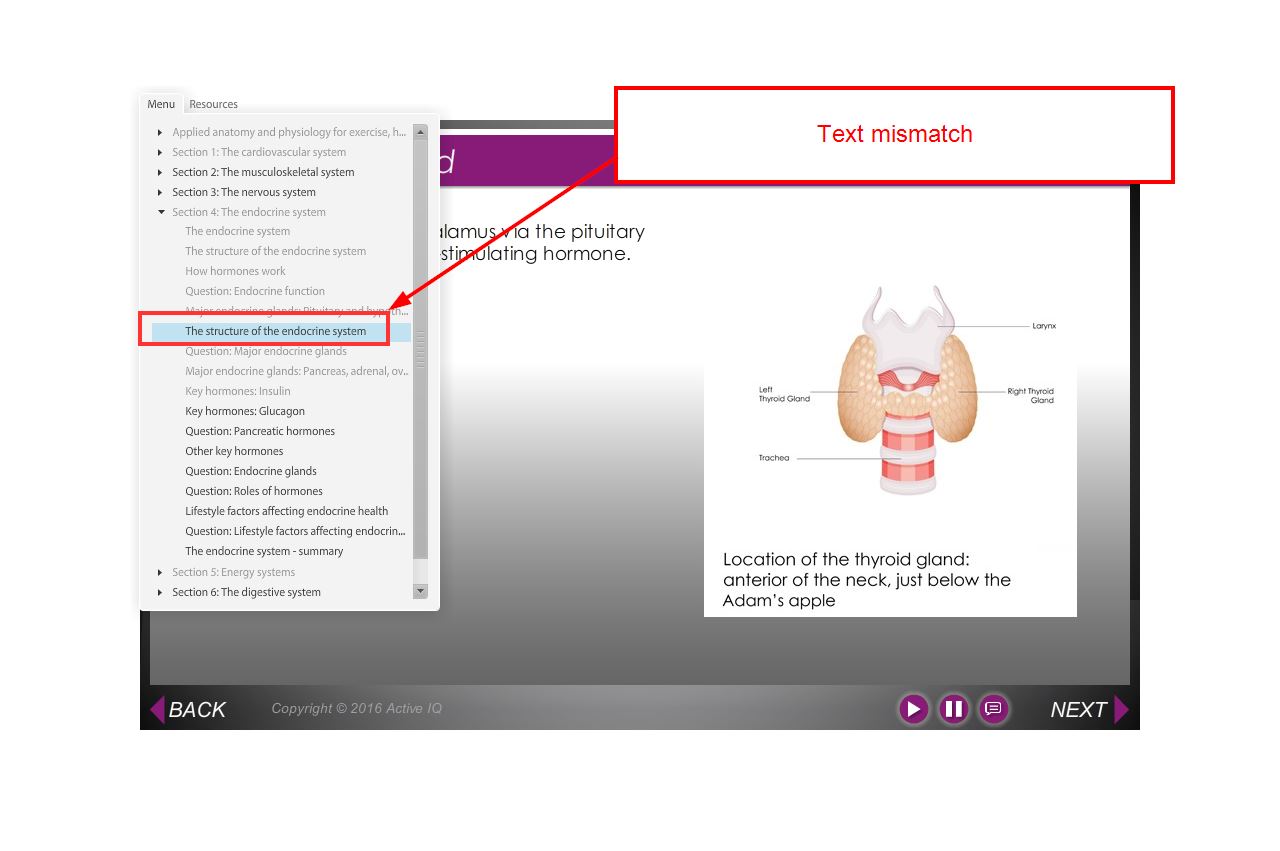 Menu Resources
Text mismatch
Applied anatomy and physiology for exercise, h...
Section 1: The cardiovascular system
Section 2: The musculoskeletal system
Section 3: The nervous system
Section 4: The endocrine system
The endocrine system
The structure of the endocrine system
How hormones work
Question: Endocrine function
Major endocrine glands: Pituitary and hypoth...
The structure of the endocrine system
Question: Major endocrine glands
Major endocrine glands: Pancreas, adrenal, ov...
Key hormones: Insulin
Key hormones: Glucagon
Question: Pancreatic hormones
Other key hormones
Question: Endocrine glands
Question: Roles of hormones
Lifestyle factors affecting endocrine health
Question: Lifestyle factors affecting endocrin...
The endocrine system - summary
Section 5: Energy systems
Section 6: The digestive system
d
alamus via the pituitary
stimulating hormone.
Larynx
Left
Thyroid Gland
Right Thyroid
Gland
Trachea
Location of the thyroid gland:
anterior of the neck, just below the
Adam's apple
BACK
Copyright © 2016 Active IQ
NEXT